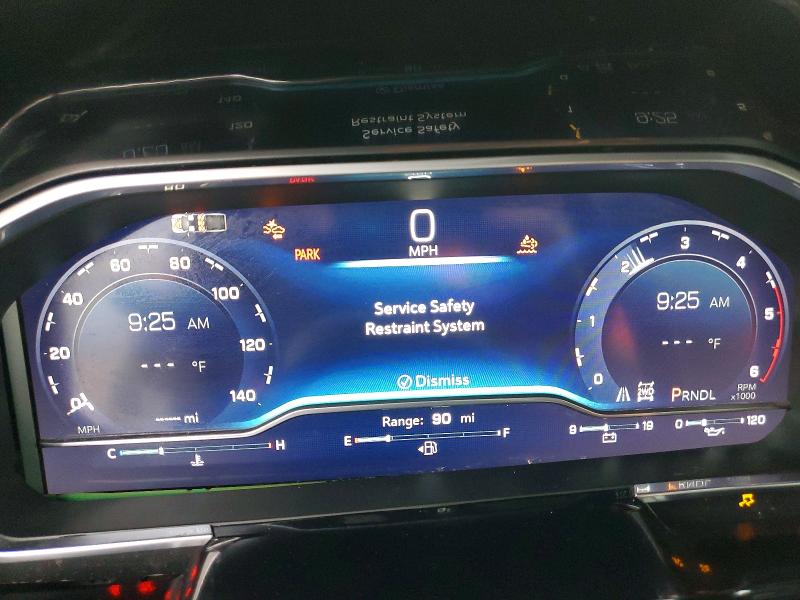 0
MPH
PARK
Service Safety
Restraint System
Dismiss
0
20
40
60
80
100
120
140
9:25 AM
--- °F
----- mi
MPH
0
1
2
3
4
5
6
9:25 AM
--- °F
2WD
PRNDL
RPM
x1000
Range: 90 mi
C H
E F
9 19
0 120